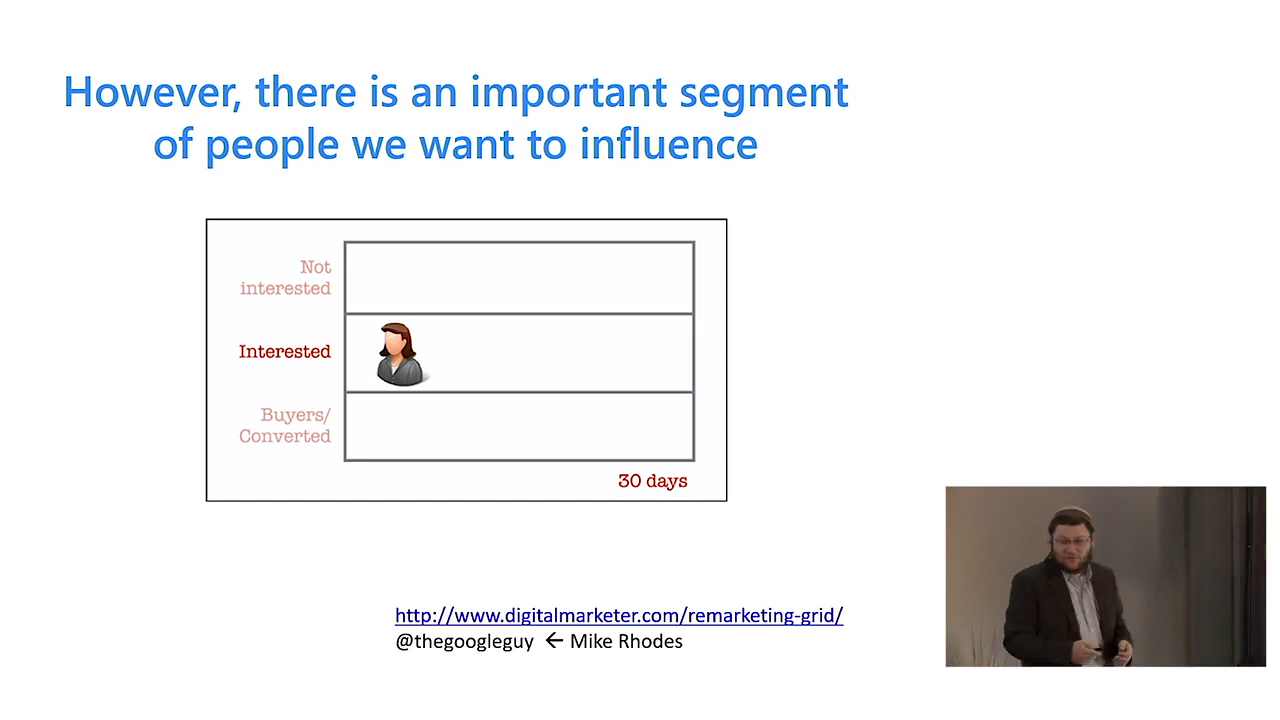 However, there is an important segment
of people we want to influence
Not
interested
Interested
Buyers/
Converted
30 days
http://www.digitalmarketer.com/remarketing-grid/
@thegoogleguy ← Mike Rhodes